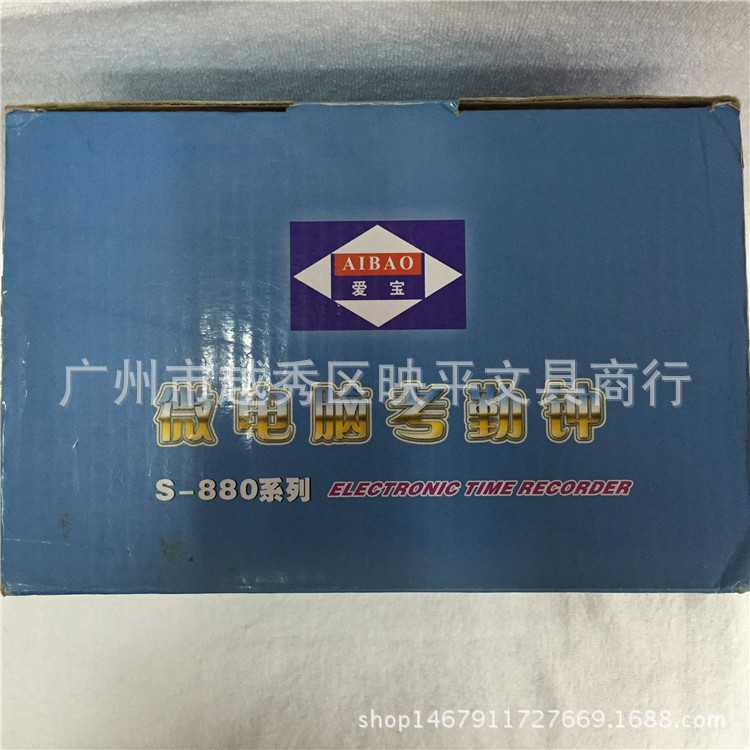 AIBAO
爱宝
广州市越秀区映平文具商行
微电脑考勤钟
S-880系列 ELECTRONIC TIME RECORDER
shop1467911727669.1688.com